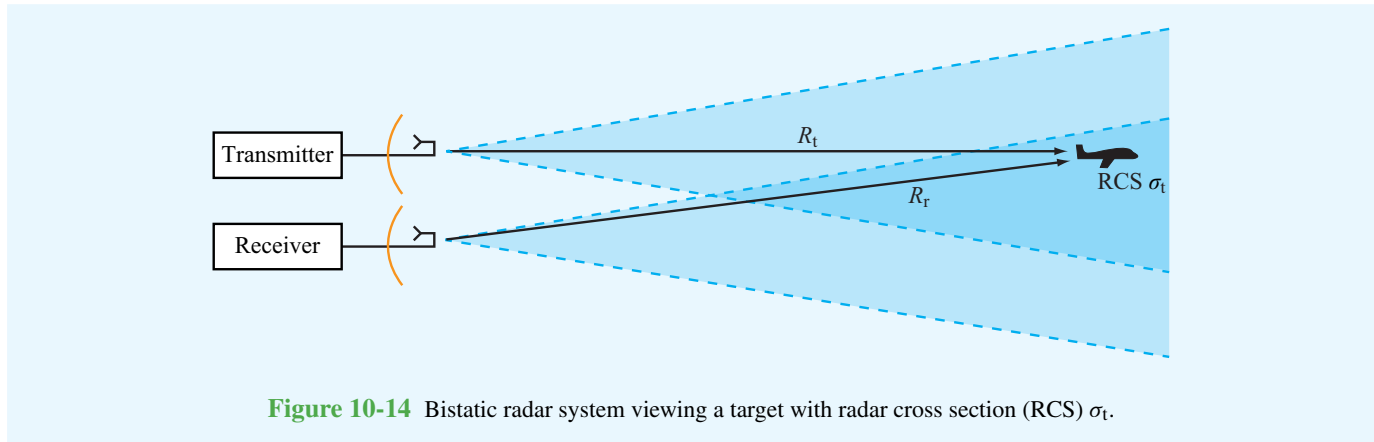 Transmitter
R_t
RCS σ_t
R_r
Receiver
Figure 10-14 Bistatic radar system viewing a target with radar cross section (RCS) σ_t.